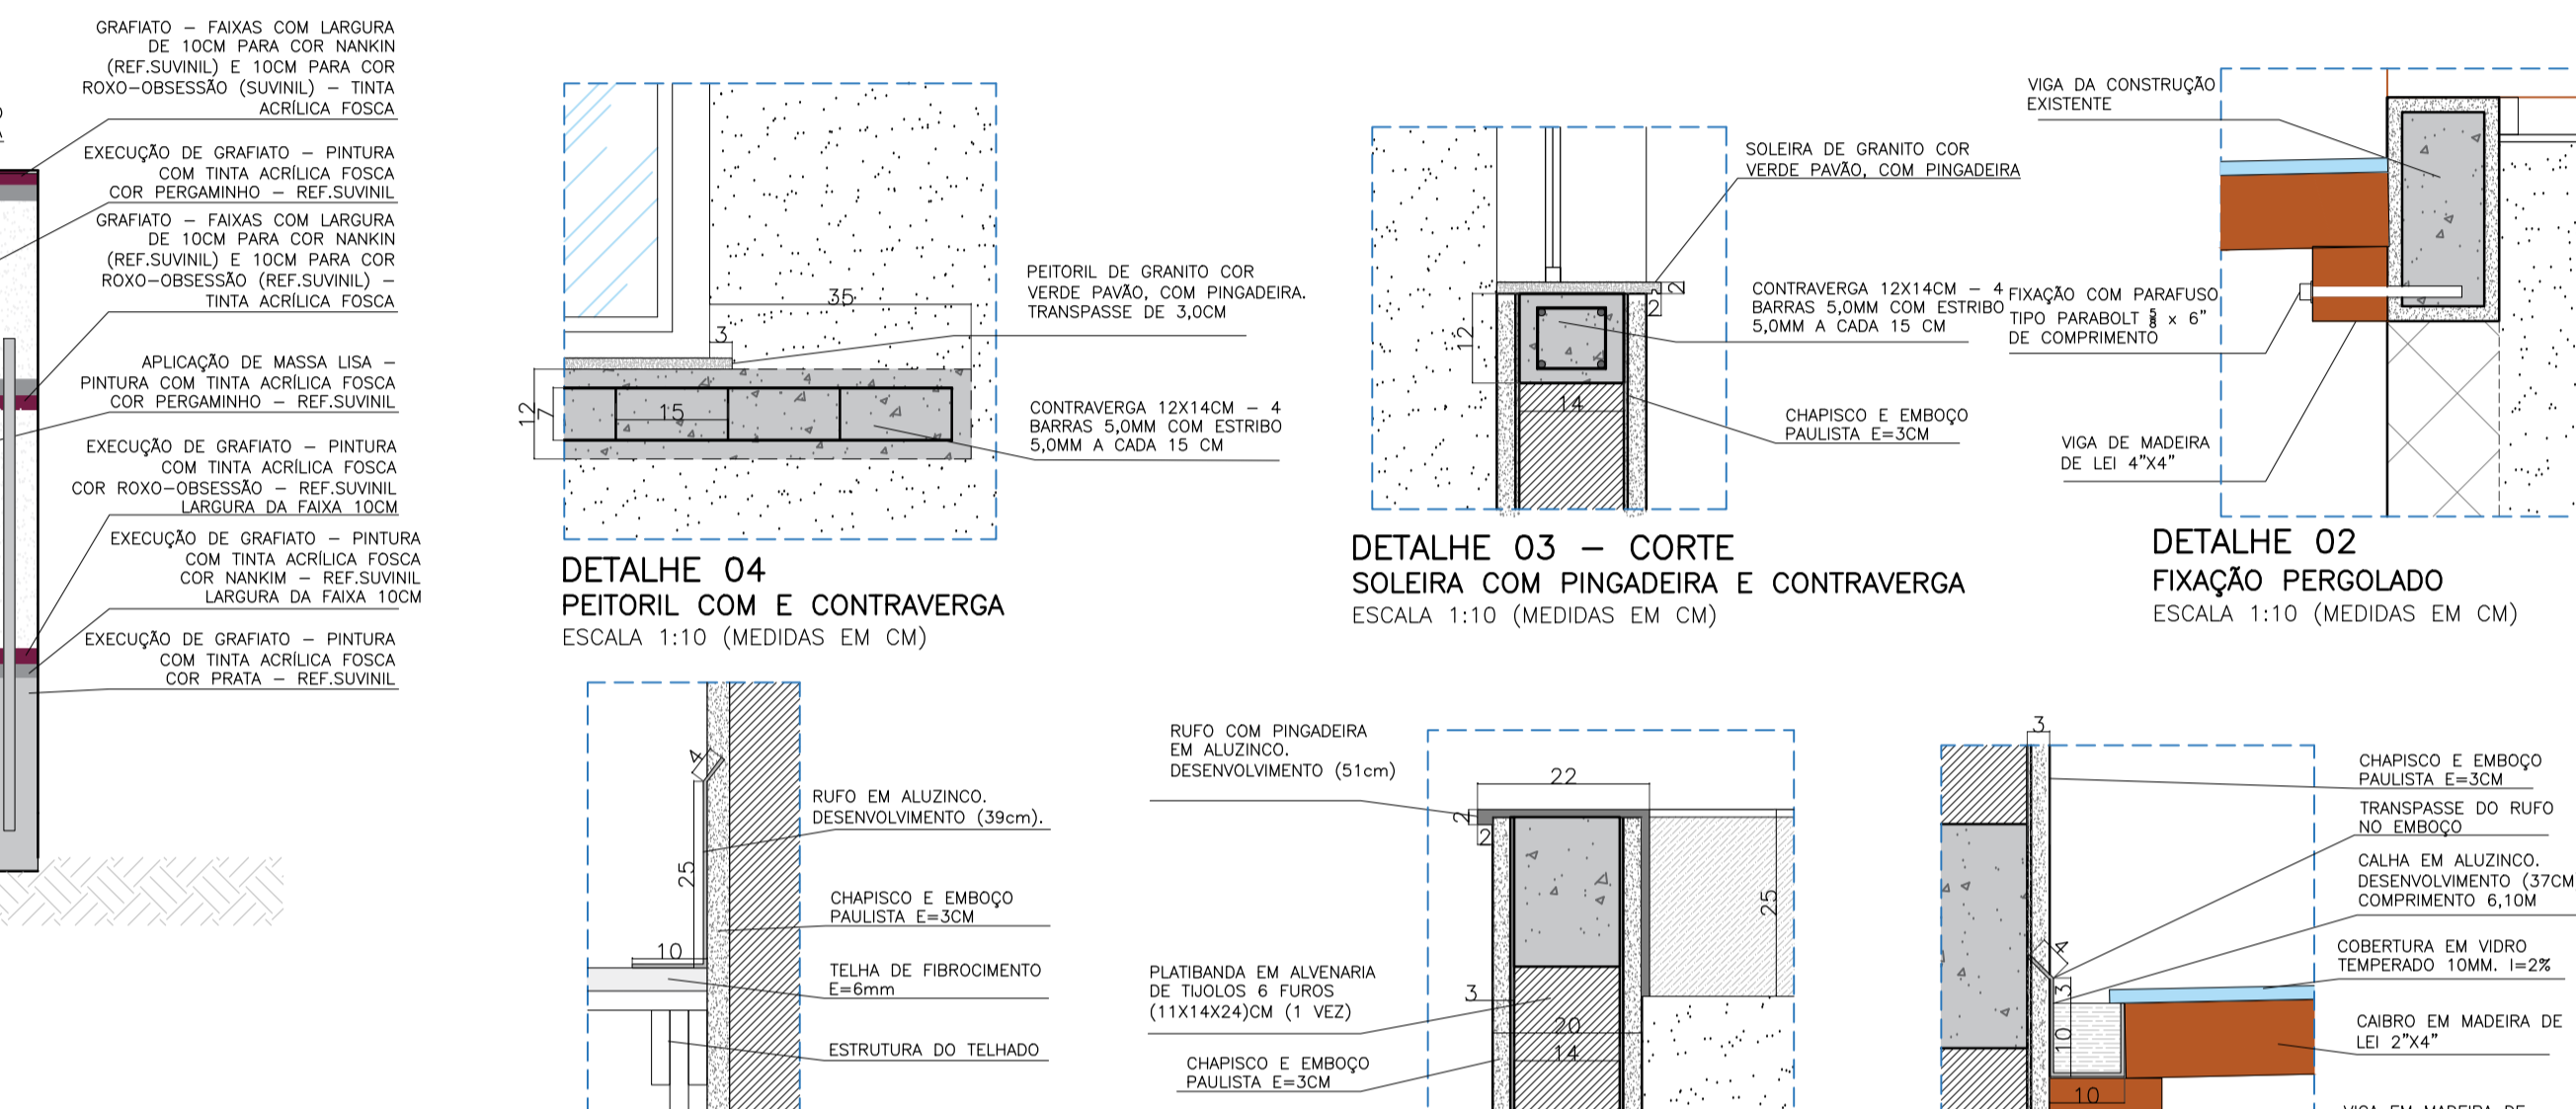 GRAFIATO – FAIXAS COM LARGURA
DE 10CM PARA COR NANKIN
(REF.SUVINIL) E 10CM PARA COR
ROXO-OBSESSÃO (SUVINIL) – TINTA
ACRÍLICA FOSCA
EXECUÇÃO DE GRAFIATO – PINTURA
COM TINTA ACRÍLICA FOSCA
COR PERGAMINHO – REF.SUVINIL
GRAFIATO – FAIXAS COM LARGURA
DE 10CM PARA COR NANKIN
(REF.SUVINIL) E 10CM PARA COR
ROXO-OBSESSÃO (REF.SUVINIL) –
TINTA ACRÍLICA FOSCA
APLICAÇÃO DE MASSA LISA –
PINTURA COM TINTA ACRÍLICA FOSCA
COR PERGAMINHO – REF.SUVINIL
EXECUÇÃO DE GRAFIATO – PINTURA
COM TINTA ACRÍLICA FOSCA
COR ROXO-OBSESSÃO – REF.SUVINIL
LARGURA DA FAIXA 10CM
EXECUÇÃO DE GRAFIATO – PINTURA
COM TINTA ACRÍLICA FOSCA
COR NANKIM – REF.SUVINIL
LARGURA DA FAIXA 10CM
EXECUÇÃO DE GRAFIATO – PINTURA
COM TINTA ACRÍLICA FOSCA
COR PRATA – REF.SUVINIL
35
3
12
7
15
PEITORIL DE GRANITO COR
VERDE PAVÃO, COM PINGADEIRA.
TRANSPASSE DE 3,0CM
CONTRAVERGA 12X14CM – 4
BARRAS 5,0MM COM ESTRIBO
5,0MM A CADA 15 CM
DETALHE 04
PEITORIL COM E CONTRAVERGA
ESCALA 1:10 (MEDIDAS EM CM)
SOLEIRA DE GRANITO COR
VERDE PAVÃO, COM PINGADEIRA
2
2
12
14
CONTRAVERGA 12X14CM – 4
BARRAS 5,0MM COM ESTRIBO
5,0MM A CADA 15 CM
CHAPISCO E EMBOÇO
PAULISTA E=3CM
DETALHE 03 – CORTE
SOLEIRA COM PINGADEIRA E CONTRAVERGA
ESCALA 1:10 (MEDIDAS EM CM)
VIGA DA CONSTRUÇÃO
EXISTENTE
FIXAÇÃO COM PARAFUSO
TIPO PARABOLT 5/8 x 6"
DE COMPRIMENTO
VIGA DE MADEIRA
DE LEI 4"X4"
DETALHE 02
FIXAÇÃO PERGOLADO
ESCALA 1:10 (MEDIDAS EM CM)
4
25
10
RUFO EM ALUZINCO.
DESENVOLVIMENTO (39cm).
CHAPISCO E EMBOÇO
PAULISTA E=3CM
TELHA DE FIBROCIMENTO
E=6mm
ESTRUTURA DO TELHADO
RUFO COM PINGADEIRA
EM ALUZINCO.
DESENVOLVIMENTO (51cm)
22
2
2
25
PLATIBANDA EM ALVENARIA
DE TIJOLOS 6 FUROS
(11X14X24)CM (1 VEZ)
3
20
14
CHAPISCO E EMBOÇO
PAULISTA E=3CM
3
CHAPISCO E EMBOÇO
PAULISTA E=3CM
TRANSPASSE DO RUFO
NO EMBOÇO
CALHA EM ALUZINCO.
DESENVOLVIMENTO (37CM
COMPRIMENTO 6,10M
4
13
10
10
COBERTURA EM VIDRO
TEMPERADO 10MM. I=2%
CAIBRO EM MADEIRA DE
LEI 2"X4"